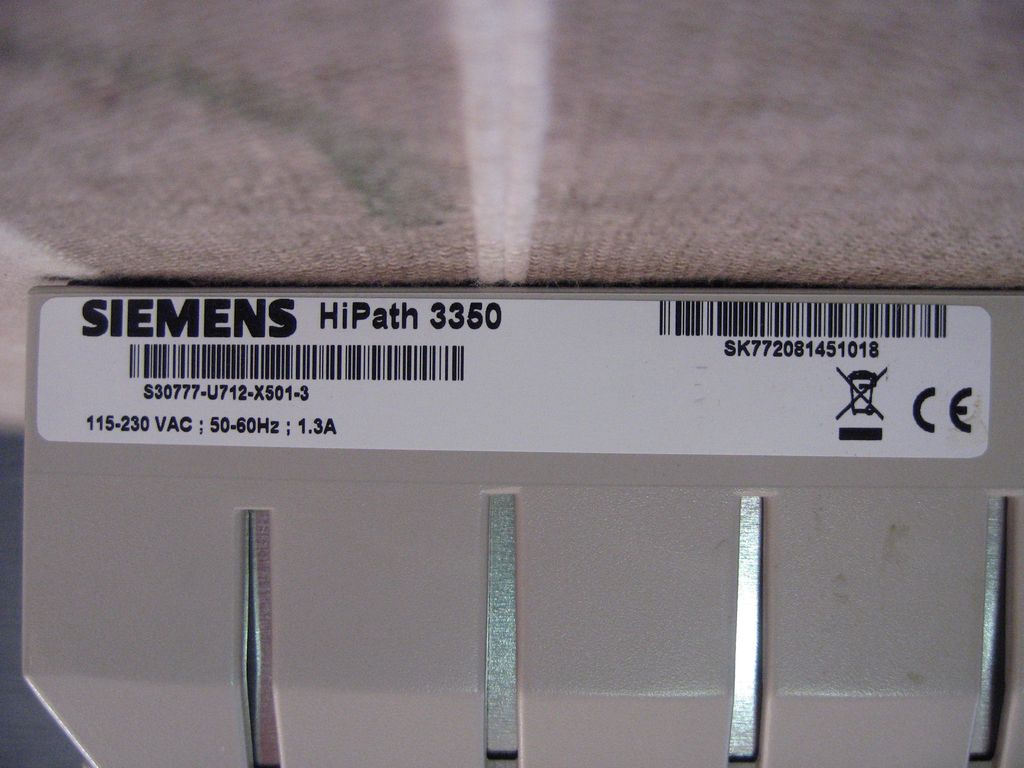 SIEMENS HiPath 3350
S30777-U712-X501-3
115-230 VAC ; 50-60Hz ; 1.3A
SK772081451018
CE